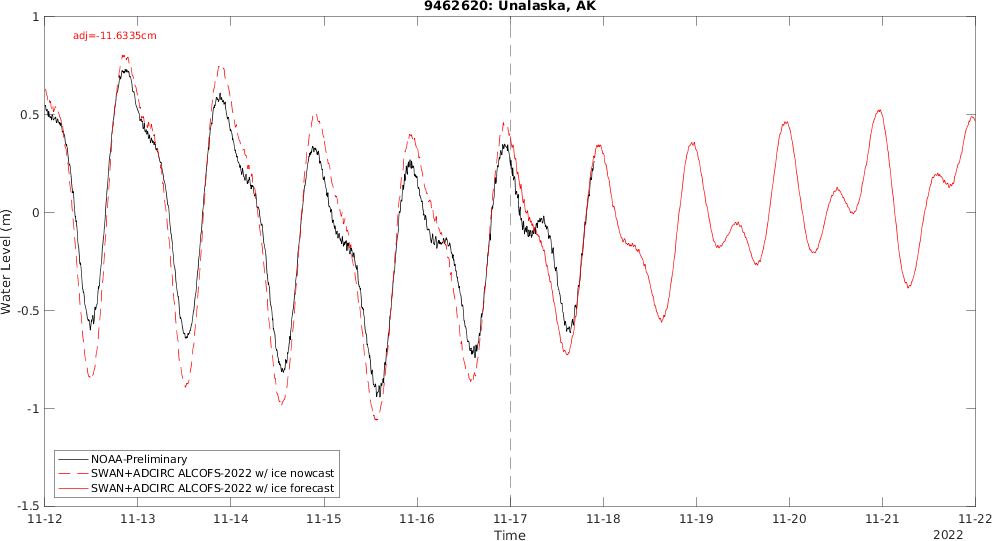 9462620: Unalaska, AK
adj=-11.6335cm
1
0.5
0
-0.5
-1
-1.5
Water Level (m)
NOAA-Preliminary
SWAN+ADCIRC ALCOFS-2022 w/ ice nowcast
SWAN+ADCIRC ALCOFS-2022 w/ ice forecast
11-12 11-13 11-14 11-15 11-16 11-17 11-18 11-19 11-20 11-21 11-22
Time
2022